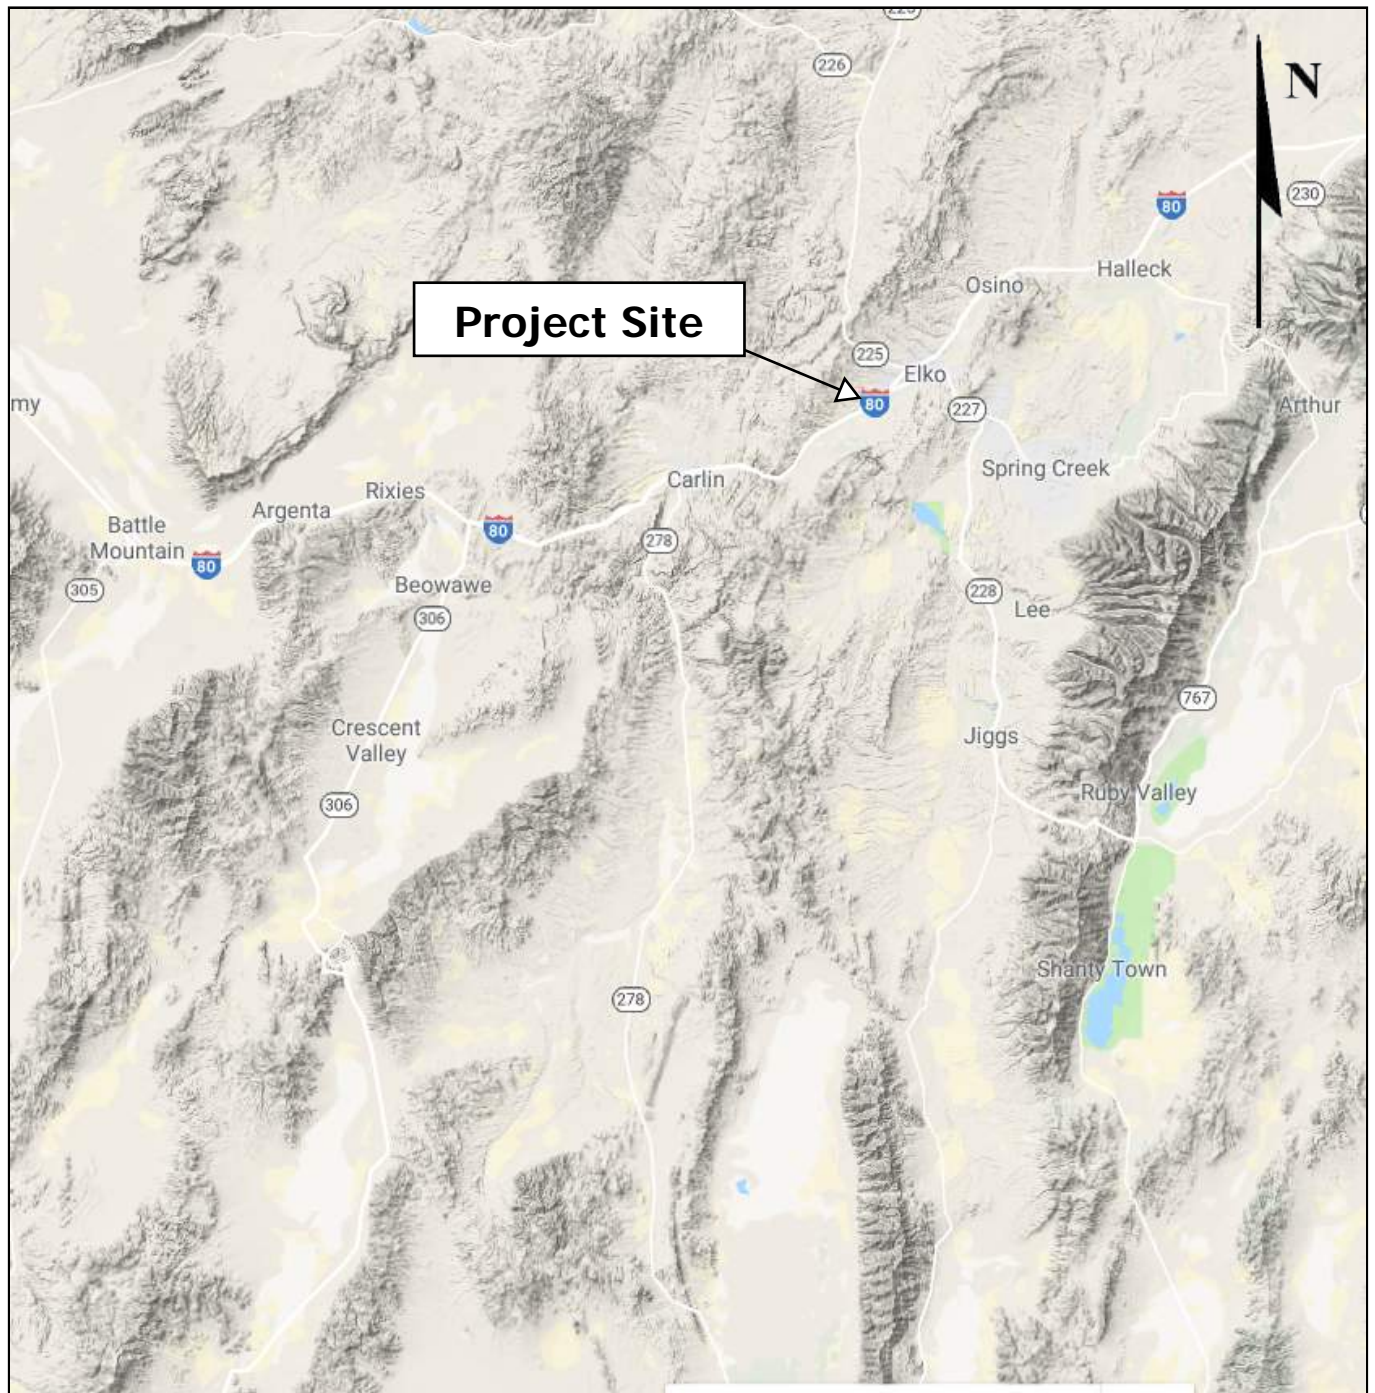 225
226
N
80
230
Halleck
Osino
Project Site
225
Elko
80
227
my
Arthur
Spring Creek
Carlin
Rixies
Argenta
80
Battle
Mountain
80
278
305
Beowawe
306
228
Lee
767
Crescent
Valley
Jiggs
306
Ruby Valley
Shanty Town
278